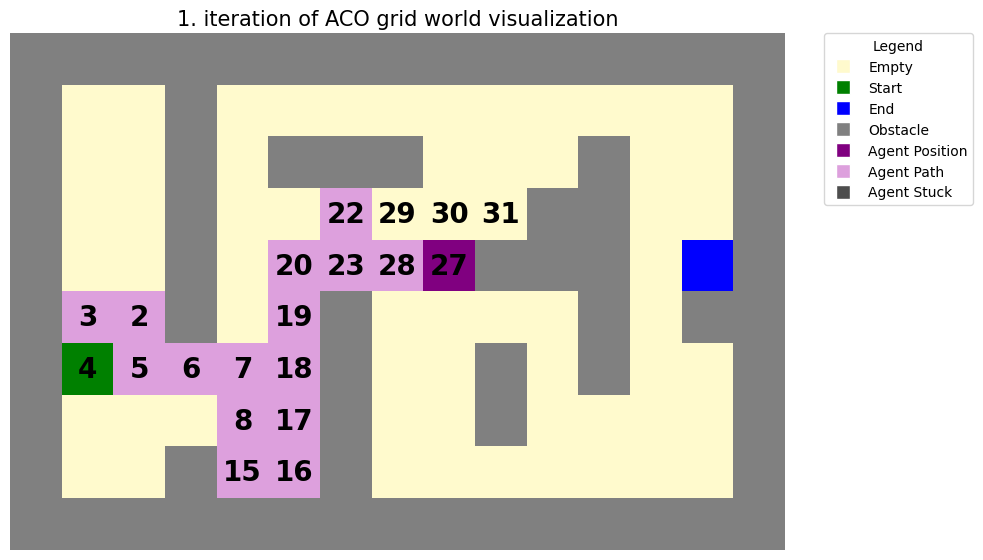 1. iteration of ACO grid world visualization
Legend
Empty
Start
End
Obstacle
Agent Position
Agent Path
Agent Stuck
22 29 30 31
20 23 28 27
3 2 19
4 5 6 7 18
8 17
15 16